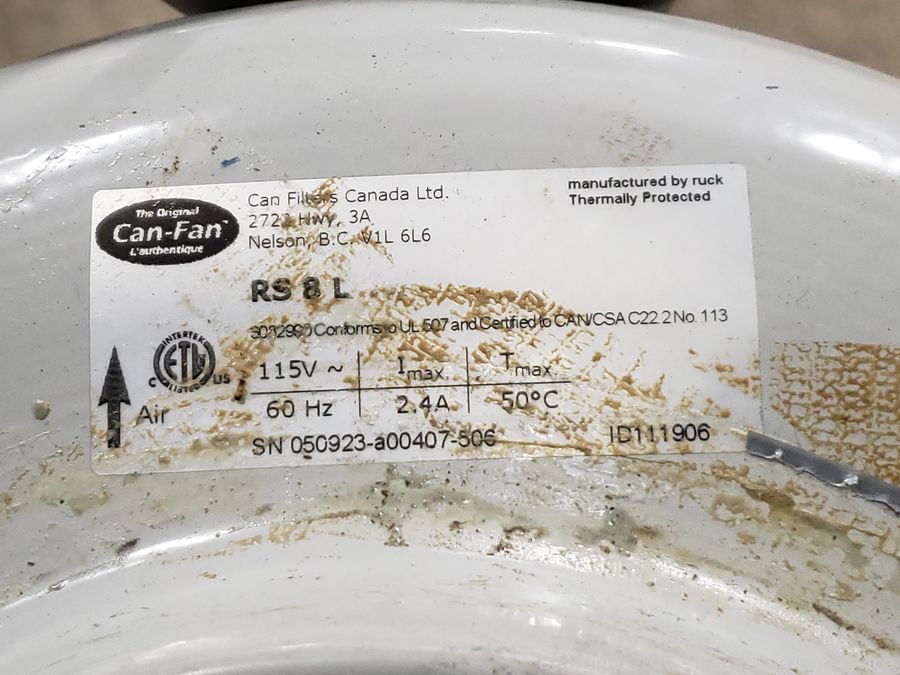 The Original
Can-Fan
L'authentique
Can Filters Canada Ltd.
Hwy, 3A
Nelson, B.C. V1L 6L6
manufactured by ruck
Thermally Protected
RS 8 L
Conforms to UL 507 and Certified to CAN/CSA C22.2 No. 113
INTERTEK
ETL
LISTED
C US
115V ~ Imax. Tmax.
60 Hz 2.4A 50°C
Air
SN 050923-a00407-506
ID111906